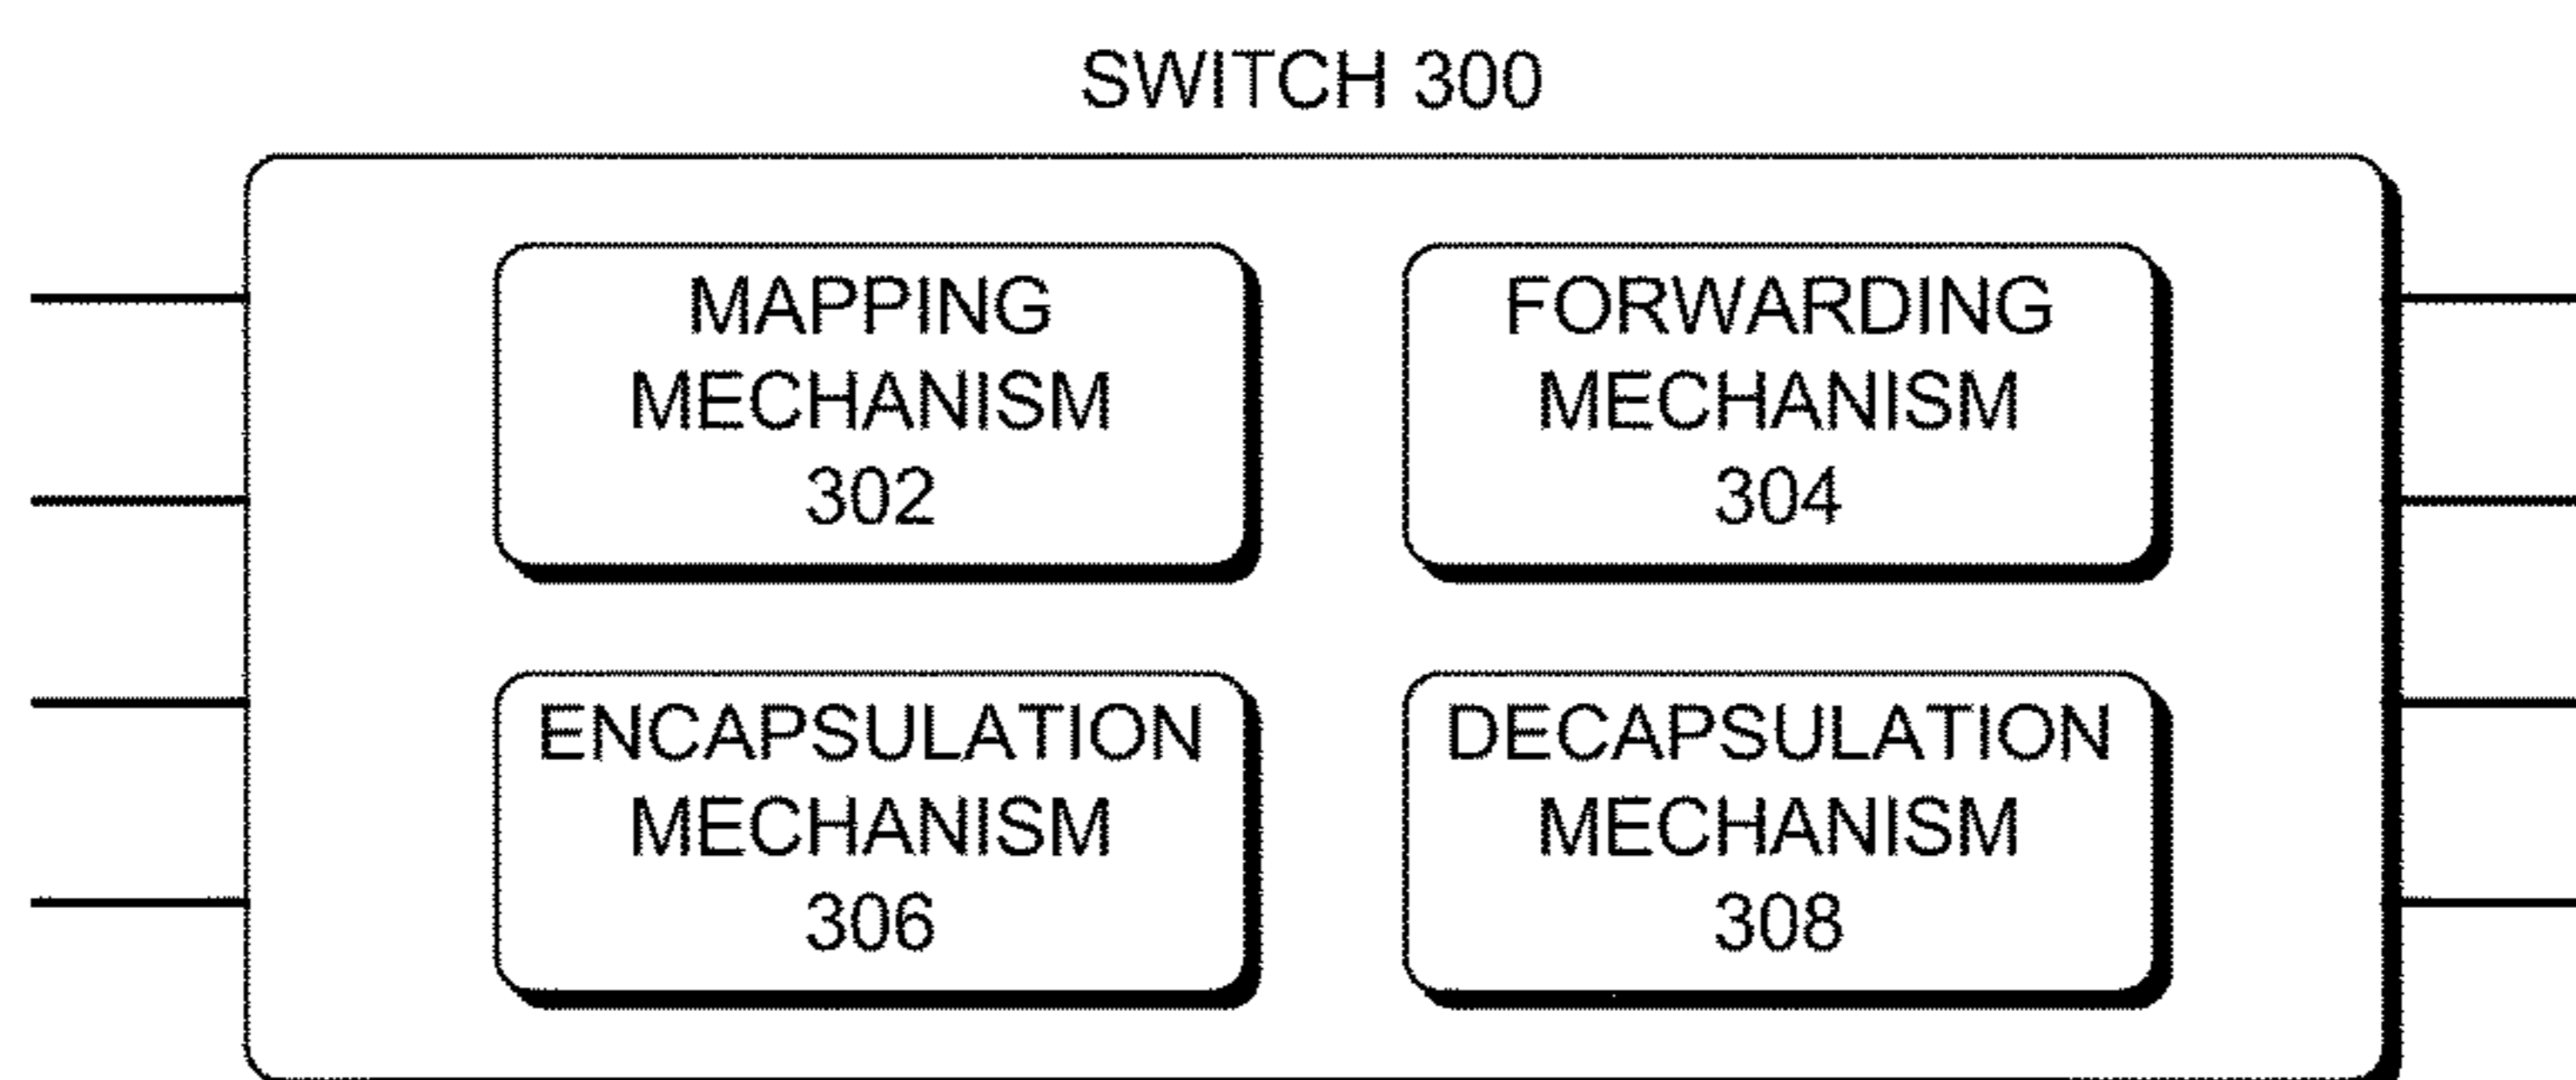 SWITCH 300
MAPPING
MECHANISM
302
FORWARDING
MECHANISM
304
ENCAPSULATION
MECHANISM
306
DECAPSULATION
MECHANISM
308